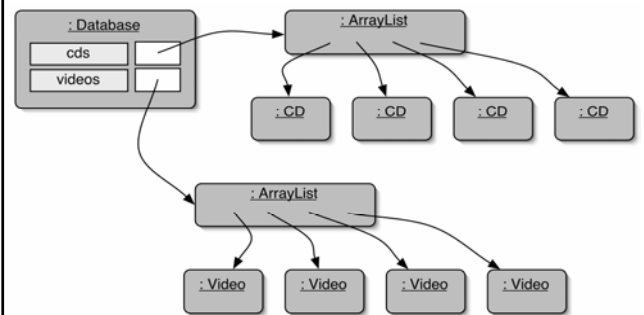 : Database
cds
videos
: ArrayList
: CD
: CD
: CD
: CD
: ArrayList
: Video
: Video
: Video
: Video